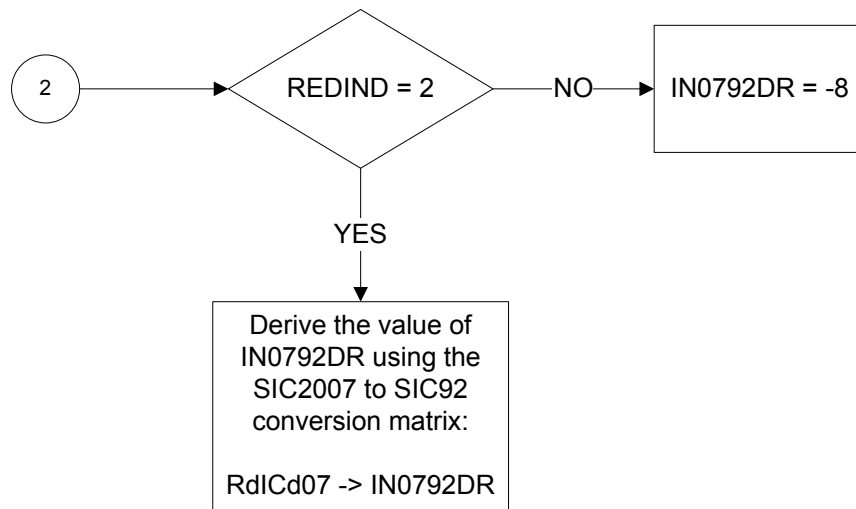 2
REDIND = 2
NO
IN0792DR = -8
YES
Derive the value of
IN0792DR using the
SIC2007 to SIC92
conversion matrix:
RdICd07 -> IN0792DR